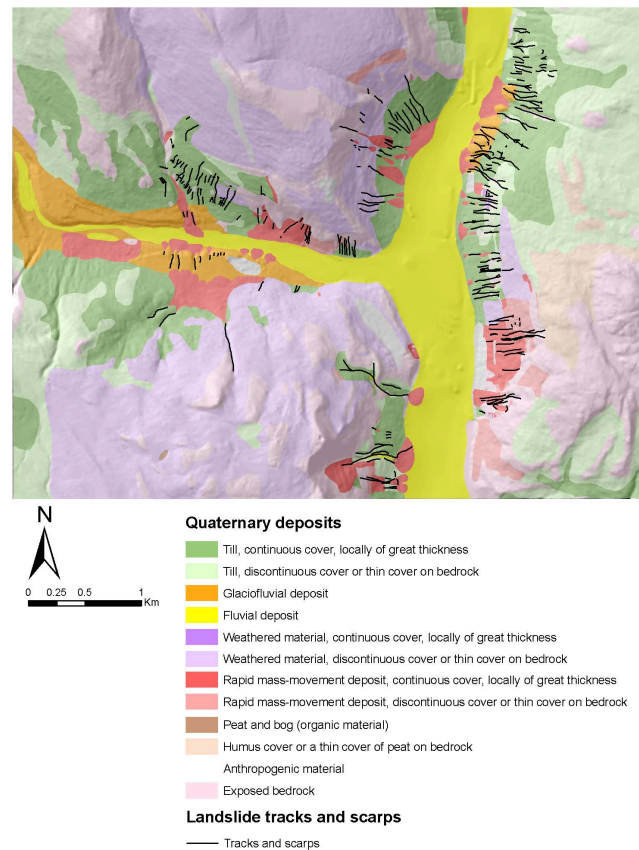 N
0 0.25 0.5 1
Km
Quaternary deposits
Till, continuous cover, locally of great thickness
Till, discontinuous cover or thin cover on bedrock
Glaciofluvial deposit
Fluvial deposit
Weathered material, continuous cover, locally of great thickness
Weathered material, discontinuous cover or thin cover on bedrock
Rapid mass-movement deposit, continuous cover, locally of great thickness
Rapid mass-movement deposit, discontinuous cover or thin cover on bedrock
Peat and bog (organic material)
Humus cover or a thin cover of peat on bedrock
Anthropogenic material
Exposed bedrock
Landslide tracks and scarps
Tracks and scarps